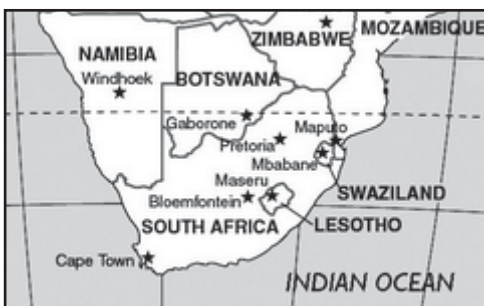 MOZAMBIQUE
ZIMBABWE
NAMIBIA
Windhoek
BOTSWANA
Gaborone
Maputo
Pretoria
Mbabane
Maseru
SWAZILAND
Bloemfontein
SOUTH AFRICA
LESOTHO
Cape Town
INDIAN OCEAN